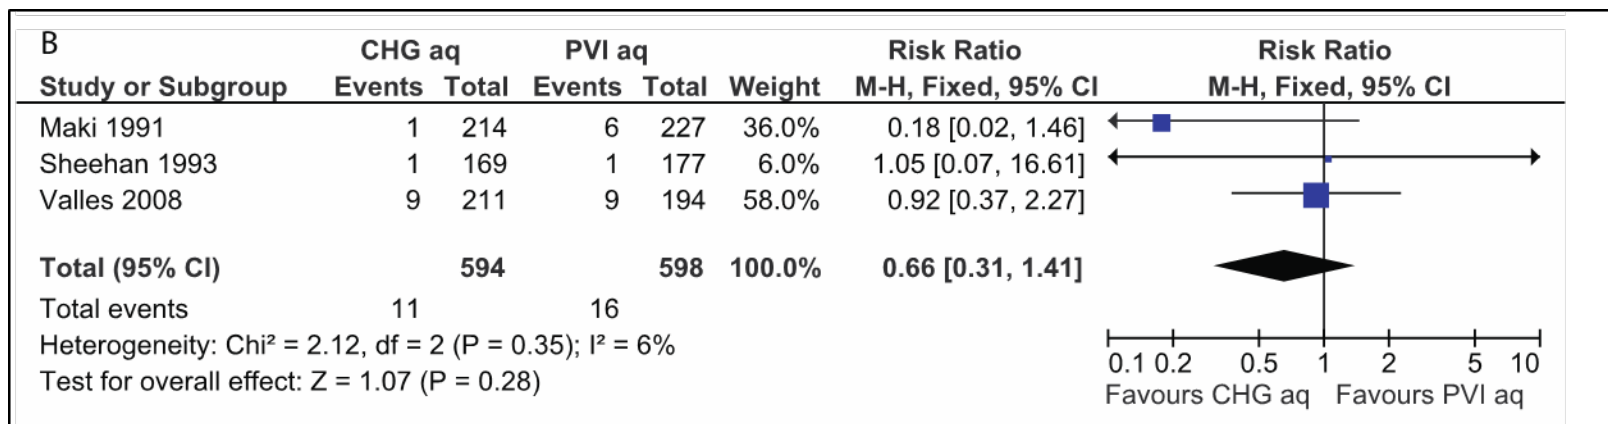 B
CHG aq PVI aq Risk Ratio Risk Ratio
Study or Subgroup Events Total Events Total Weight M-H, Fixed, 95% CI M-H, Fixed, 95% CI
Maki 1991 1 214 6 227 36.0% 0.18 [0.02, 1.46]
Sheehan 1993 1 169 1 177 6.0% 1.05 [0.07, 16.61]
Valles 2008 9 211 9 194 58.0% 0.92 [0.37, 2.27]
Total (95% CI) 594 598 100.0% 0.66 [0.31, 1.41]
Total events 11 16
Heterogeneity: Chi² = 2.12, df = 2 (P = 0.35); I² = 6%
Test for overall effect: Z = 1.07 (P = 0.28)
0.1 0.2 0.5 1 2 5 10
Favours CHG aq Favours PVI aq